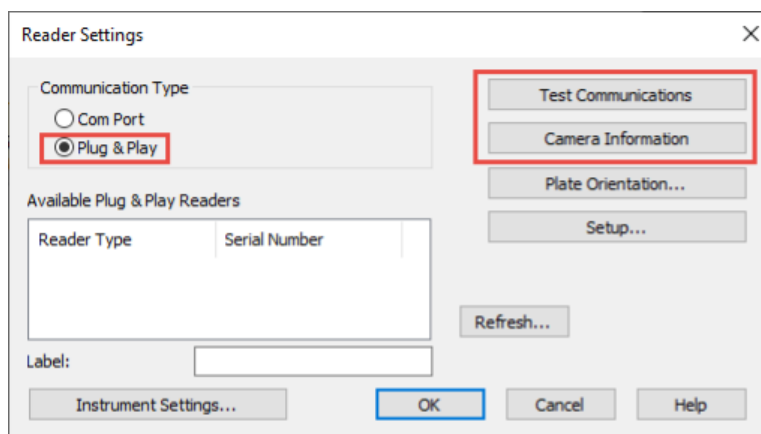 Reader Settings
Communication Type
Com Port
Plug & Play
Test Communications
Camera Information
Plate Orientation...
Setup...
Available Plug & Play Readers
Reader Type Serial Number
Refresh...
Label:
Instrument Settings... OK Cancel Help